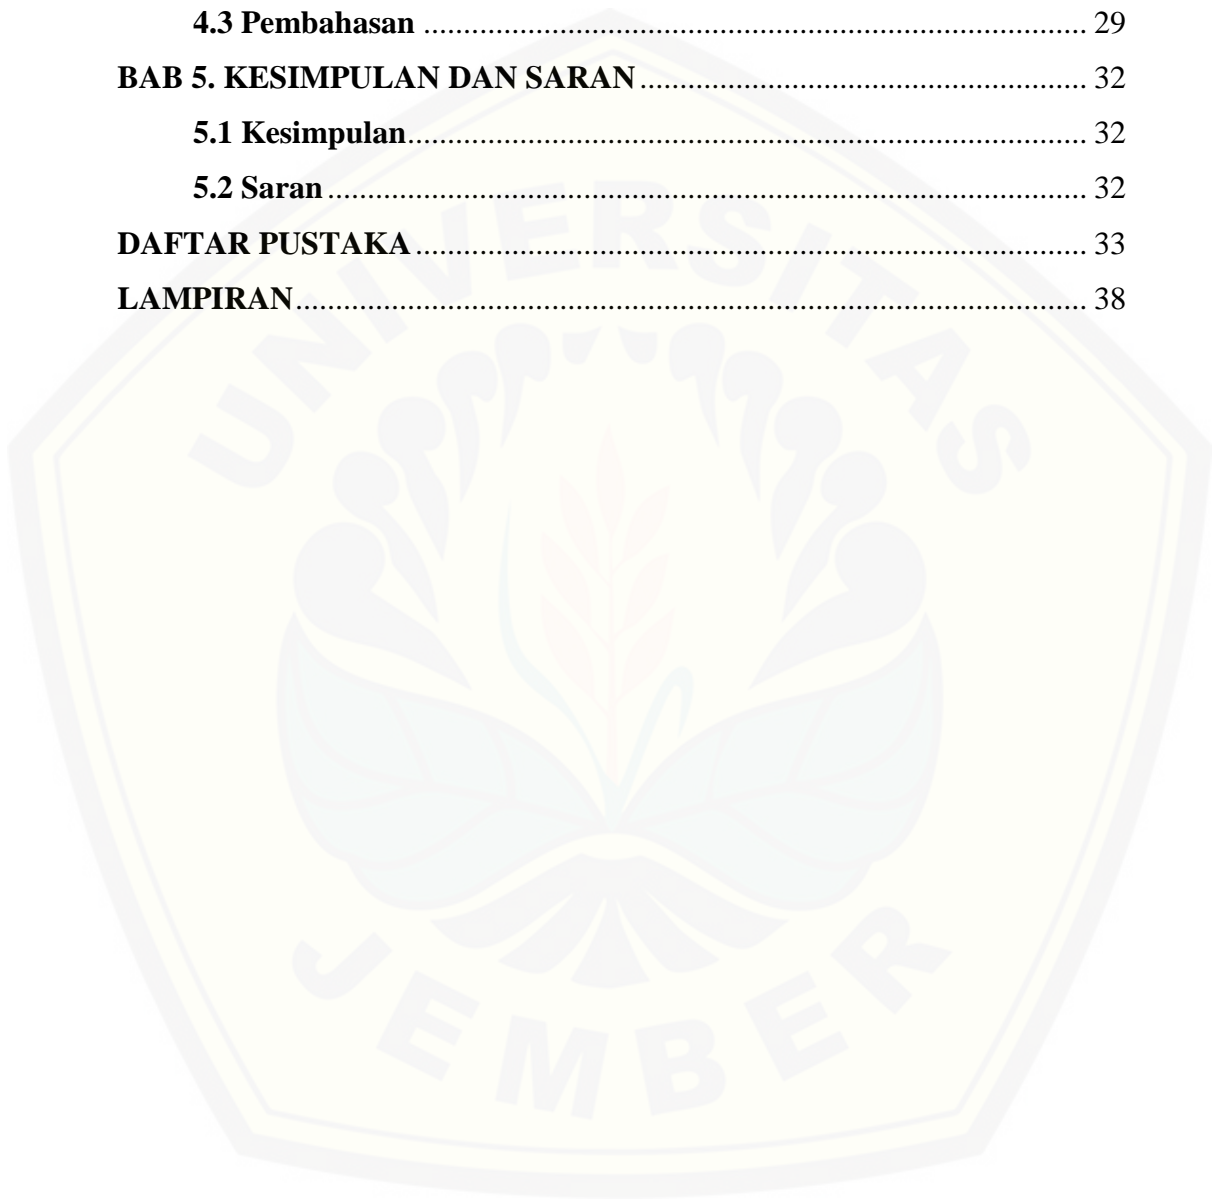 4.3 Pembahasan ........................................................................................ 29
BAB 5. KESIMPULAN DAN SARAN ........................................................... 32
5.1 Kesimpulan.......................................................................................... 32
5.2 Saran .................................................................................................... 32
DAFTAR PUSTAKA ......................................................................................... 33
LAMPIRAN........................................................................................................ 38
UNIVERSITAS
JEMBER